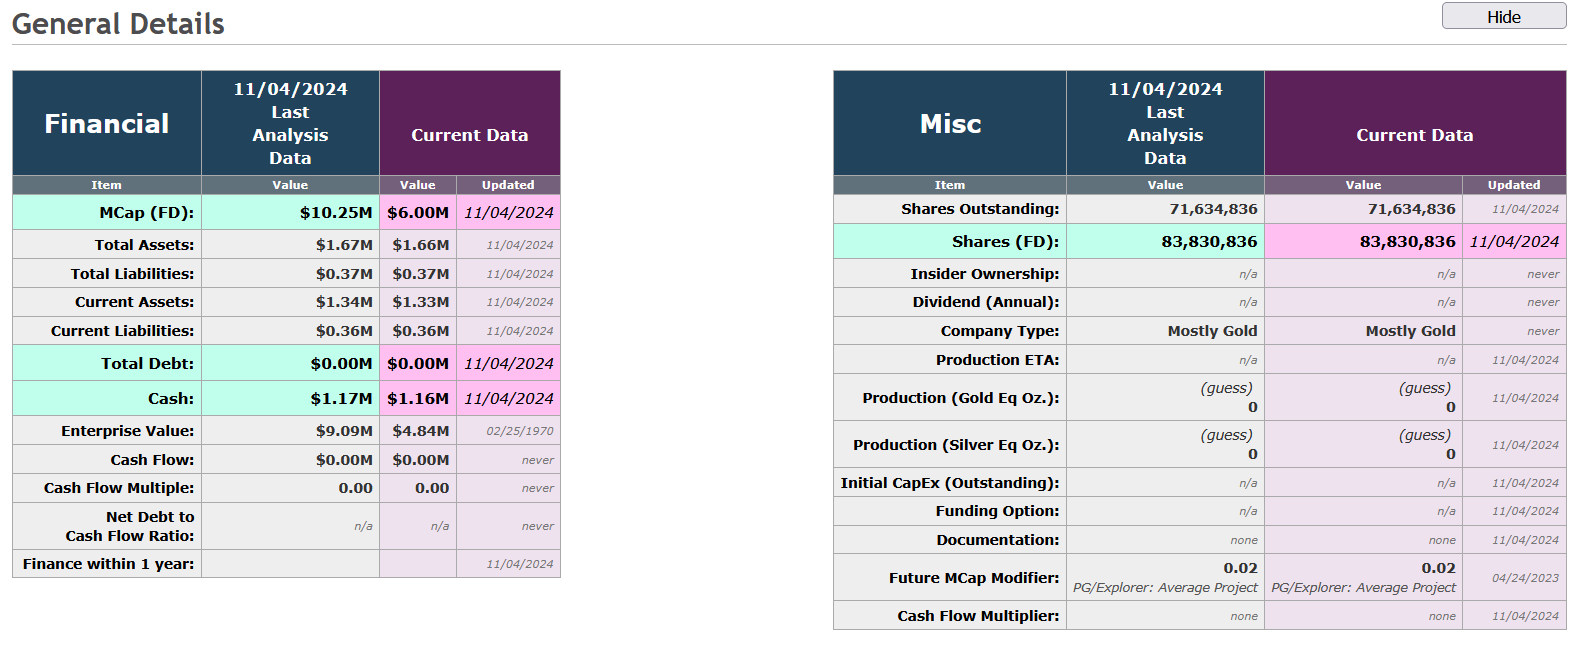 General Details
Hide
Financial
11/04/2024
Last
Analysis
Data
Current Data
Item Value Value Updated
MCap (FD): $10.25M $6.00M 11/04/2024
Total Assets: $1.67M $1.66M 11/04/2024
Total Liabilities: $0.37M $0.37M 11/04/2024
Current Assets: $1.34M $1.33M 11/04/2024
Current Liabilities: $0.36M $0.36M 11/04/2024
Total Debt: $0.00M $0.00M 11/04/2024
Cash: $1.17M $1.16M 11/04/2024
Enterprise Value: $9.09M $4.84M 02/25/1970
Cash Flow: $0.00M $0.00M never
Cash Flow Multiple: 0.00 0.00 never
Net Debt to
Cash Flow Ratio: n/a n/a never
Finance within 1 year: 11/04/2024
Misc
11/04/2024
Last
Analysis
Data
Current Data
Item Value Value Updated
Shares Outstanding: 71,634,836 71,634,836 11/04/2024
Shares (FD): 83,830,836 83,830,836 11/04/2024
Insider Ownership: n/a n/a never
Dividend (Annual): n/a n/a never
Company Type: Mostly Gold Mostly Gold never
Production ETA: n/a n/a 11/04/2024
Production (Gold Eq Oz.): (guess) 0 (guess) 0 11/04/2024
Production (Silver Eq Oz.): (guess) 0 (guess) 0 11/04/2024
Initial CapEx (Outstanding): n/a n/a 11/04/2024
Funding Option: n/a n/a 11/04/2024
Documentation: none none 11/04/2024
Future MCap Modifier: 0.02 PG/Explorer: Average Project 0.02 PG/Explorer: Average Project 04/24/2023
Cash Flow Multiplier: none none 11/04/2024